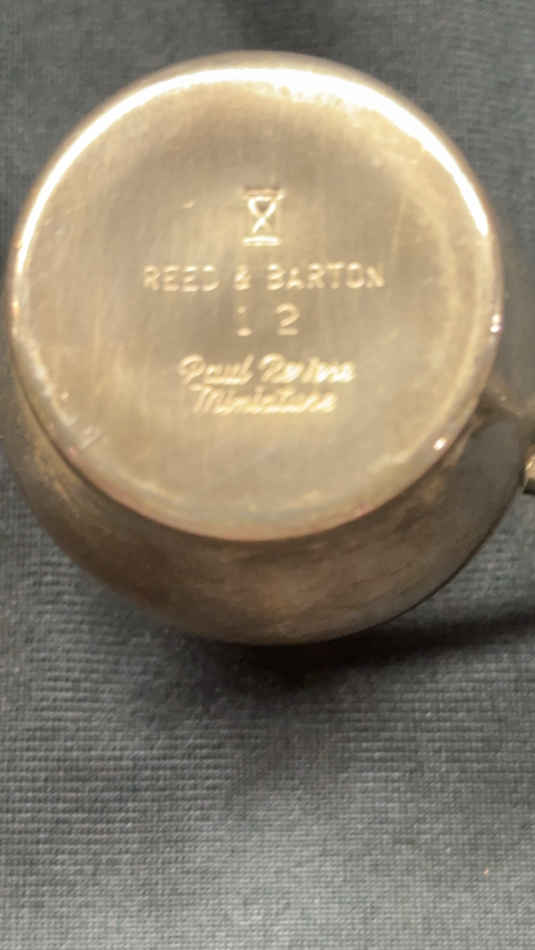 REED & BARTON
1 2
Paul Revere
Miniature